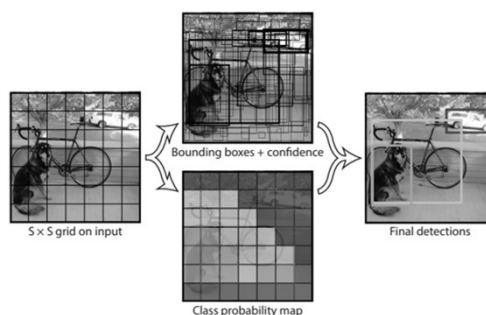 Bounding boxes + confidence
S × S grid on input
Final detections
Class probability map